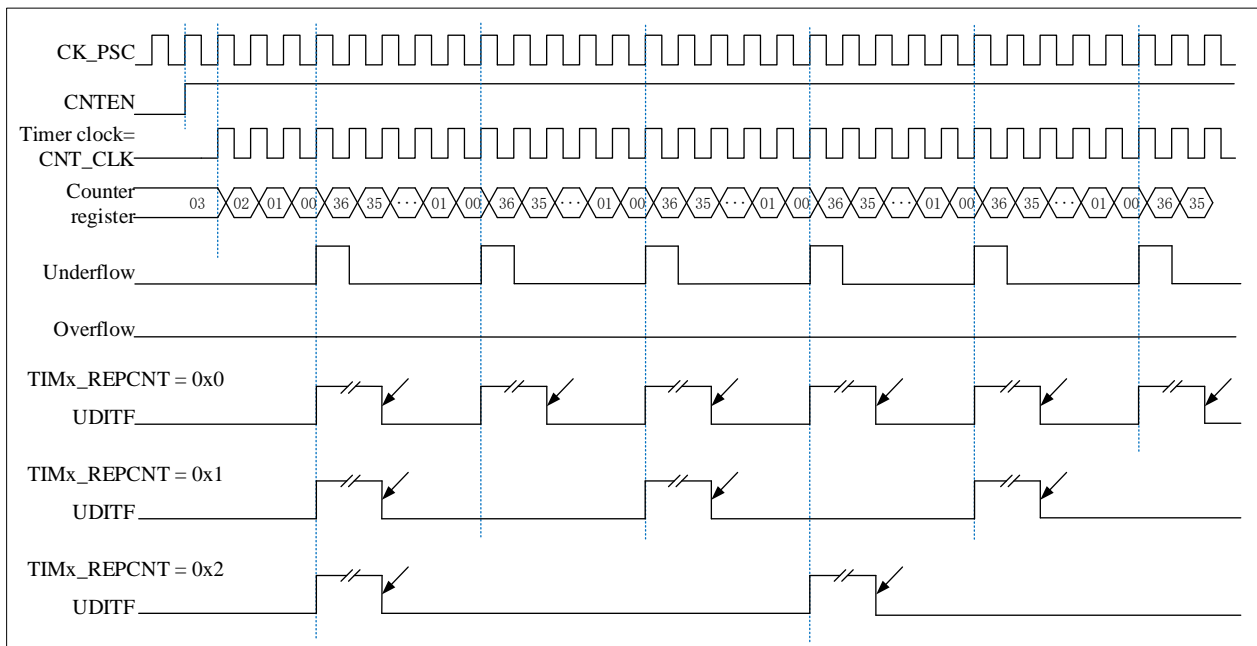 CK_PSC
CNTEN
Timer clock=
CNT_CLK
Counter
register
03 02 01 00 36 35 ··· 01 00 36 35 ··· 01 00 36 35 ··· 01 00 36 35 ··· 01 00 36 35 ··· 01 00 36 35
Underflow
Overflow
TIMx_REPCNT = 0x0
UDITF
TIMx_REPCNT = 0x1
UDITF
TIMx_REPCNT = 0x2
UDITF